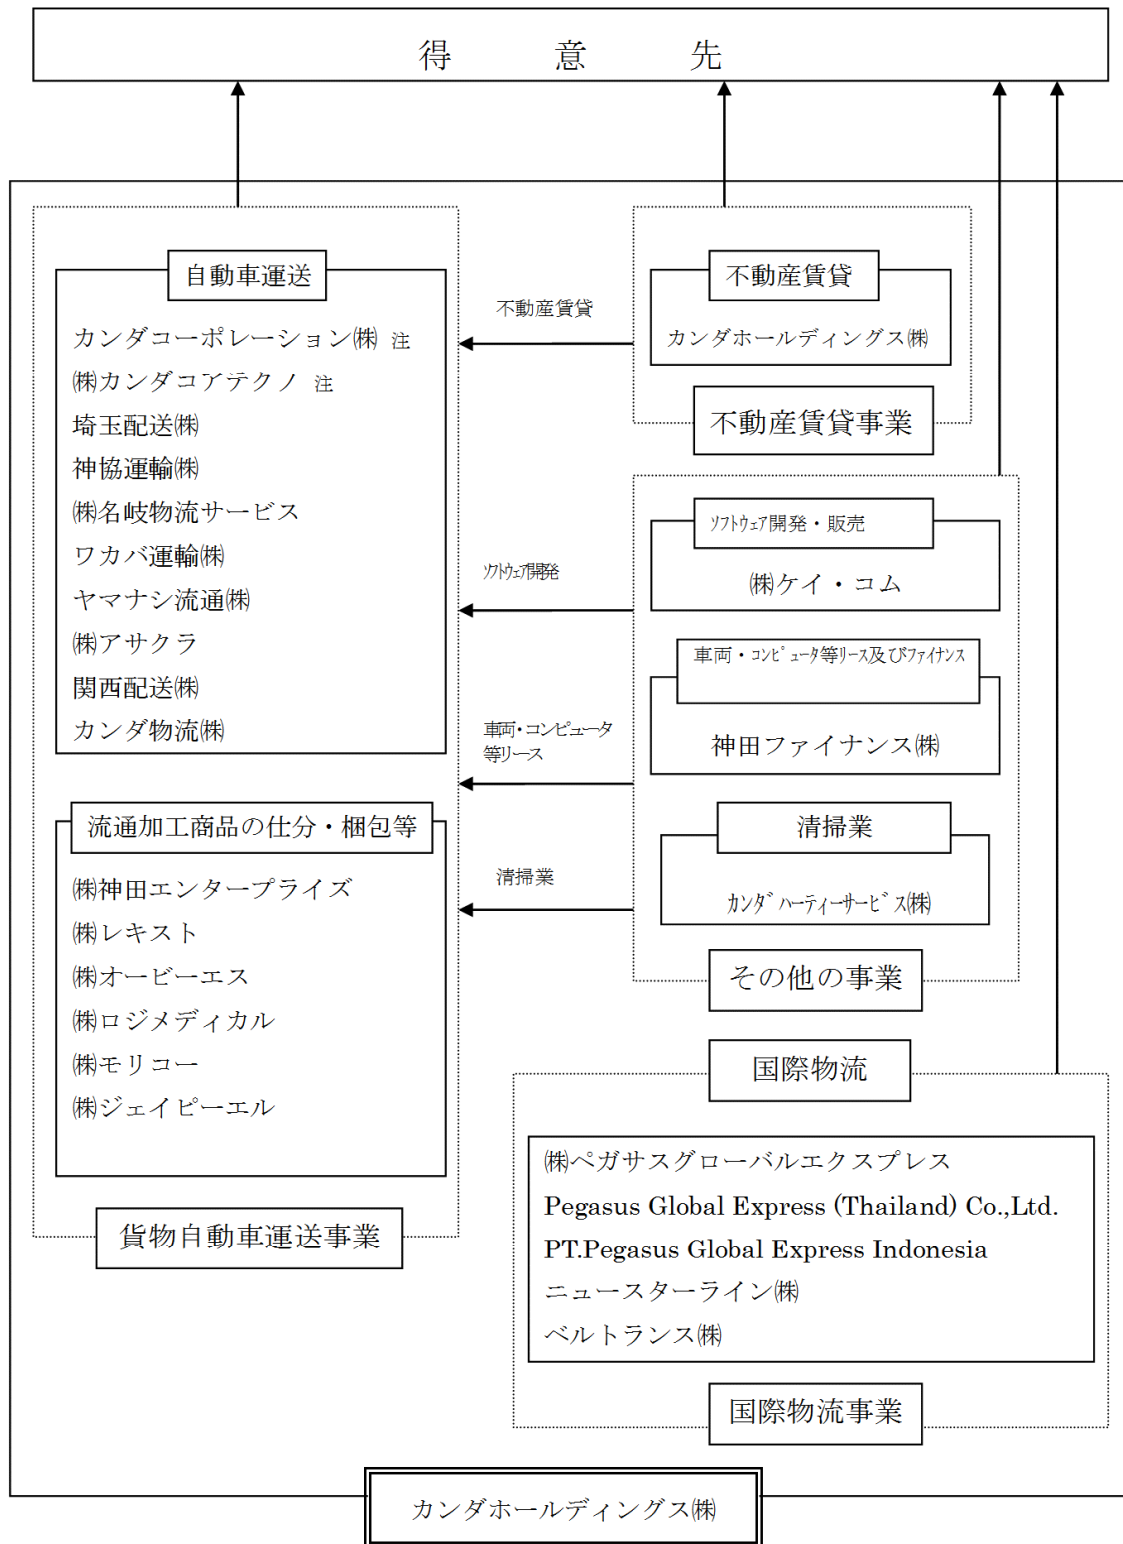 得意先
自動車運送
カンダコーポレーション㈱ 注
㈱カンダコアテクノ 注
埼玉配送㈱
神協運輸㈱
㈱名岐物流サービス
ワカバ運輸㈱
ヤマナシ流通㈱
㈱アサクラ
関西配送㈱
カンダ物流㈱
流通加工商品の仕分・梱包等
㈱神田エンタープライズ
㈱レキスト
㈱オービーエス
㈱ロジメディカル
㈱モリコー
㈱ジェイピーエル
貨物自動車運送事業
不動産賃貸
ソフトウェア開発
車両・コンピュータ
等リース
清掃業
不動産賃貸
カンダホールディングス㈱
不動産賃貸事業
ソフトウェア開発・販売
㈱ケイ・コム
車両・コンピュータ等リース及びファイナンス
神田ファイナンス㈱
清掃業
カンダハーティーサービス㈱
その他の事業
国際物流
㈱ペガサスグローバルエクスプレス
Pegasus Global Express (Thailand) Co.,Ltd.
PT.Pegasus Global Express Indonesia
ニュースターライン㈱
ベルトランス㈱
国際物流事業
カンダホールディングス㈱